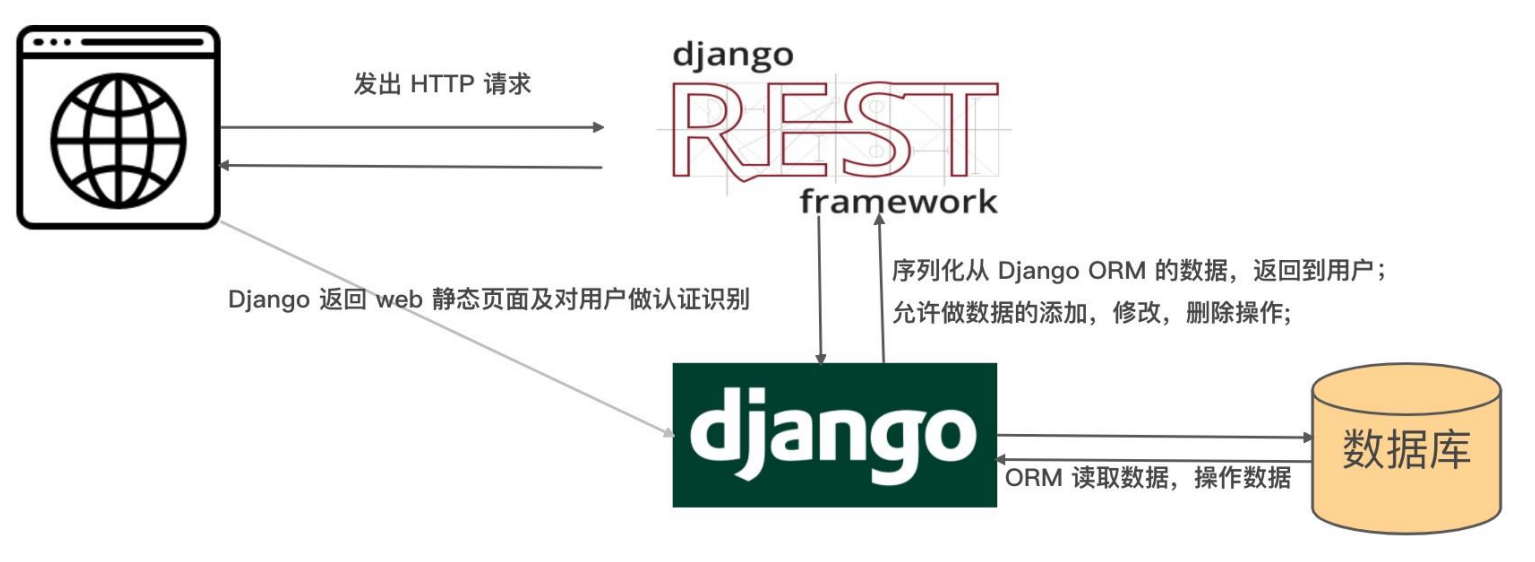 django
发出 HTTP 请求
REST
framework
序列化从 Django ORM 的数据，返回到用户；
Django 返回 web 静态页面及对用户做认证识别
允许做数据的添加，修改，删除操作;
django
数据库
ORM 读取数据，操作数据